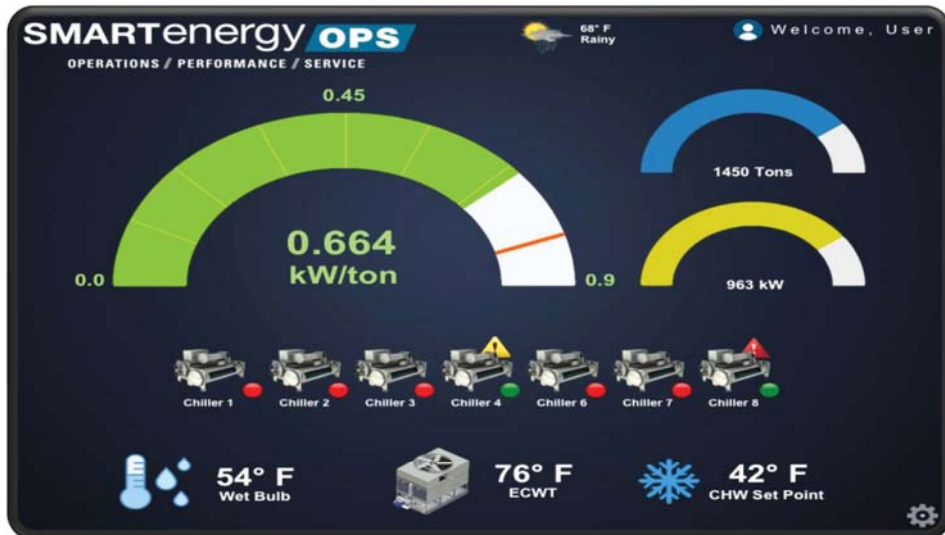 SMARTenergy OPS
OPERATIONS // PERFORMANCE // SERVICE
68° F
Rainy
Welcome, User
0.45
0.664
kW/ton
0.0
0.9
1450 Tons
963 kW
Chiller 1
Chiller 2
Chiller 3
Chiller 4
Chiller 6
Chiller 7
Chiller 8
54° F
Wet Bulb
76° F
ECWT
42° F
CHW Set Point